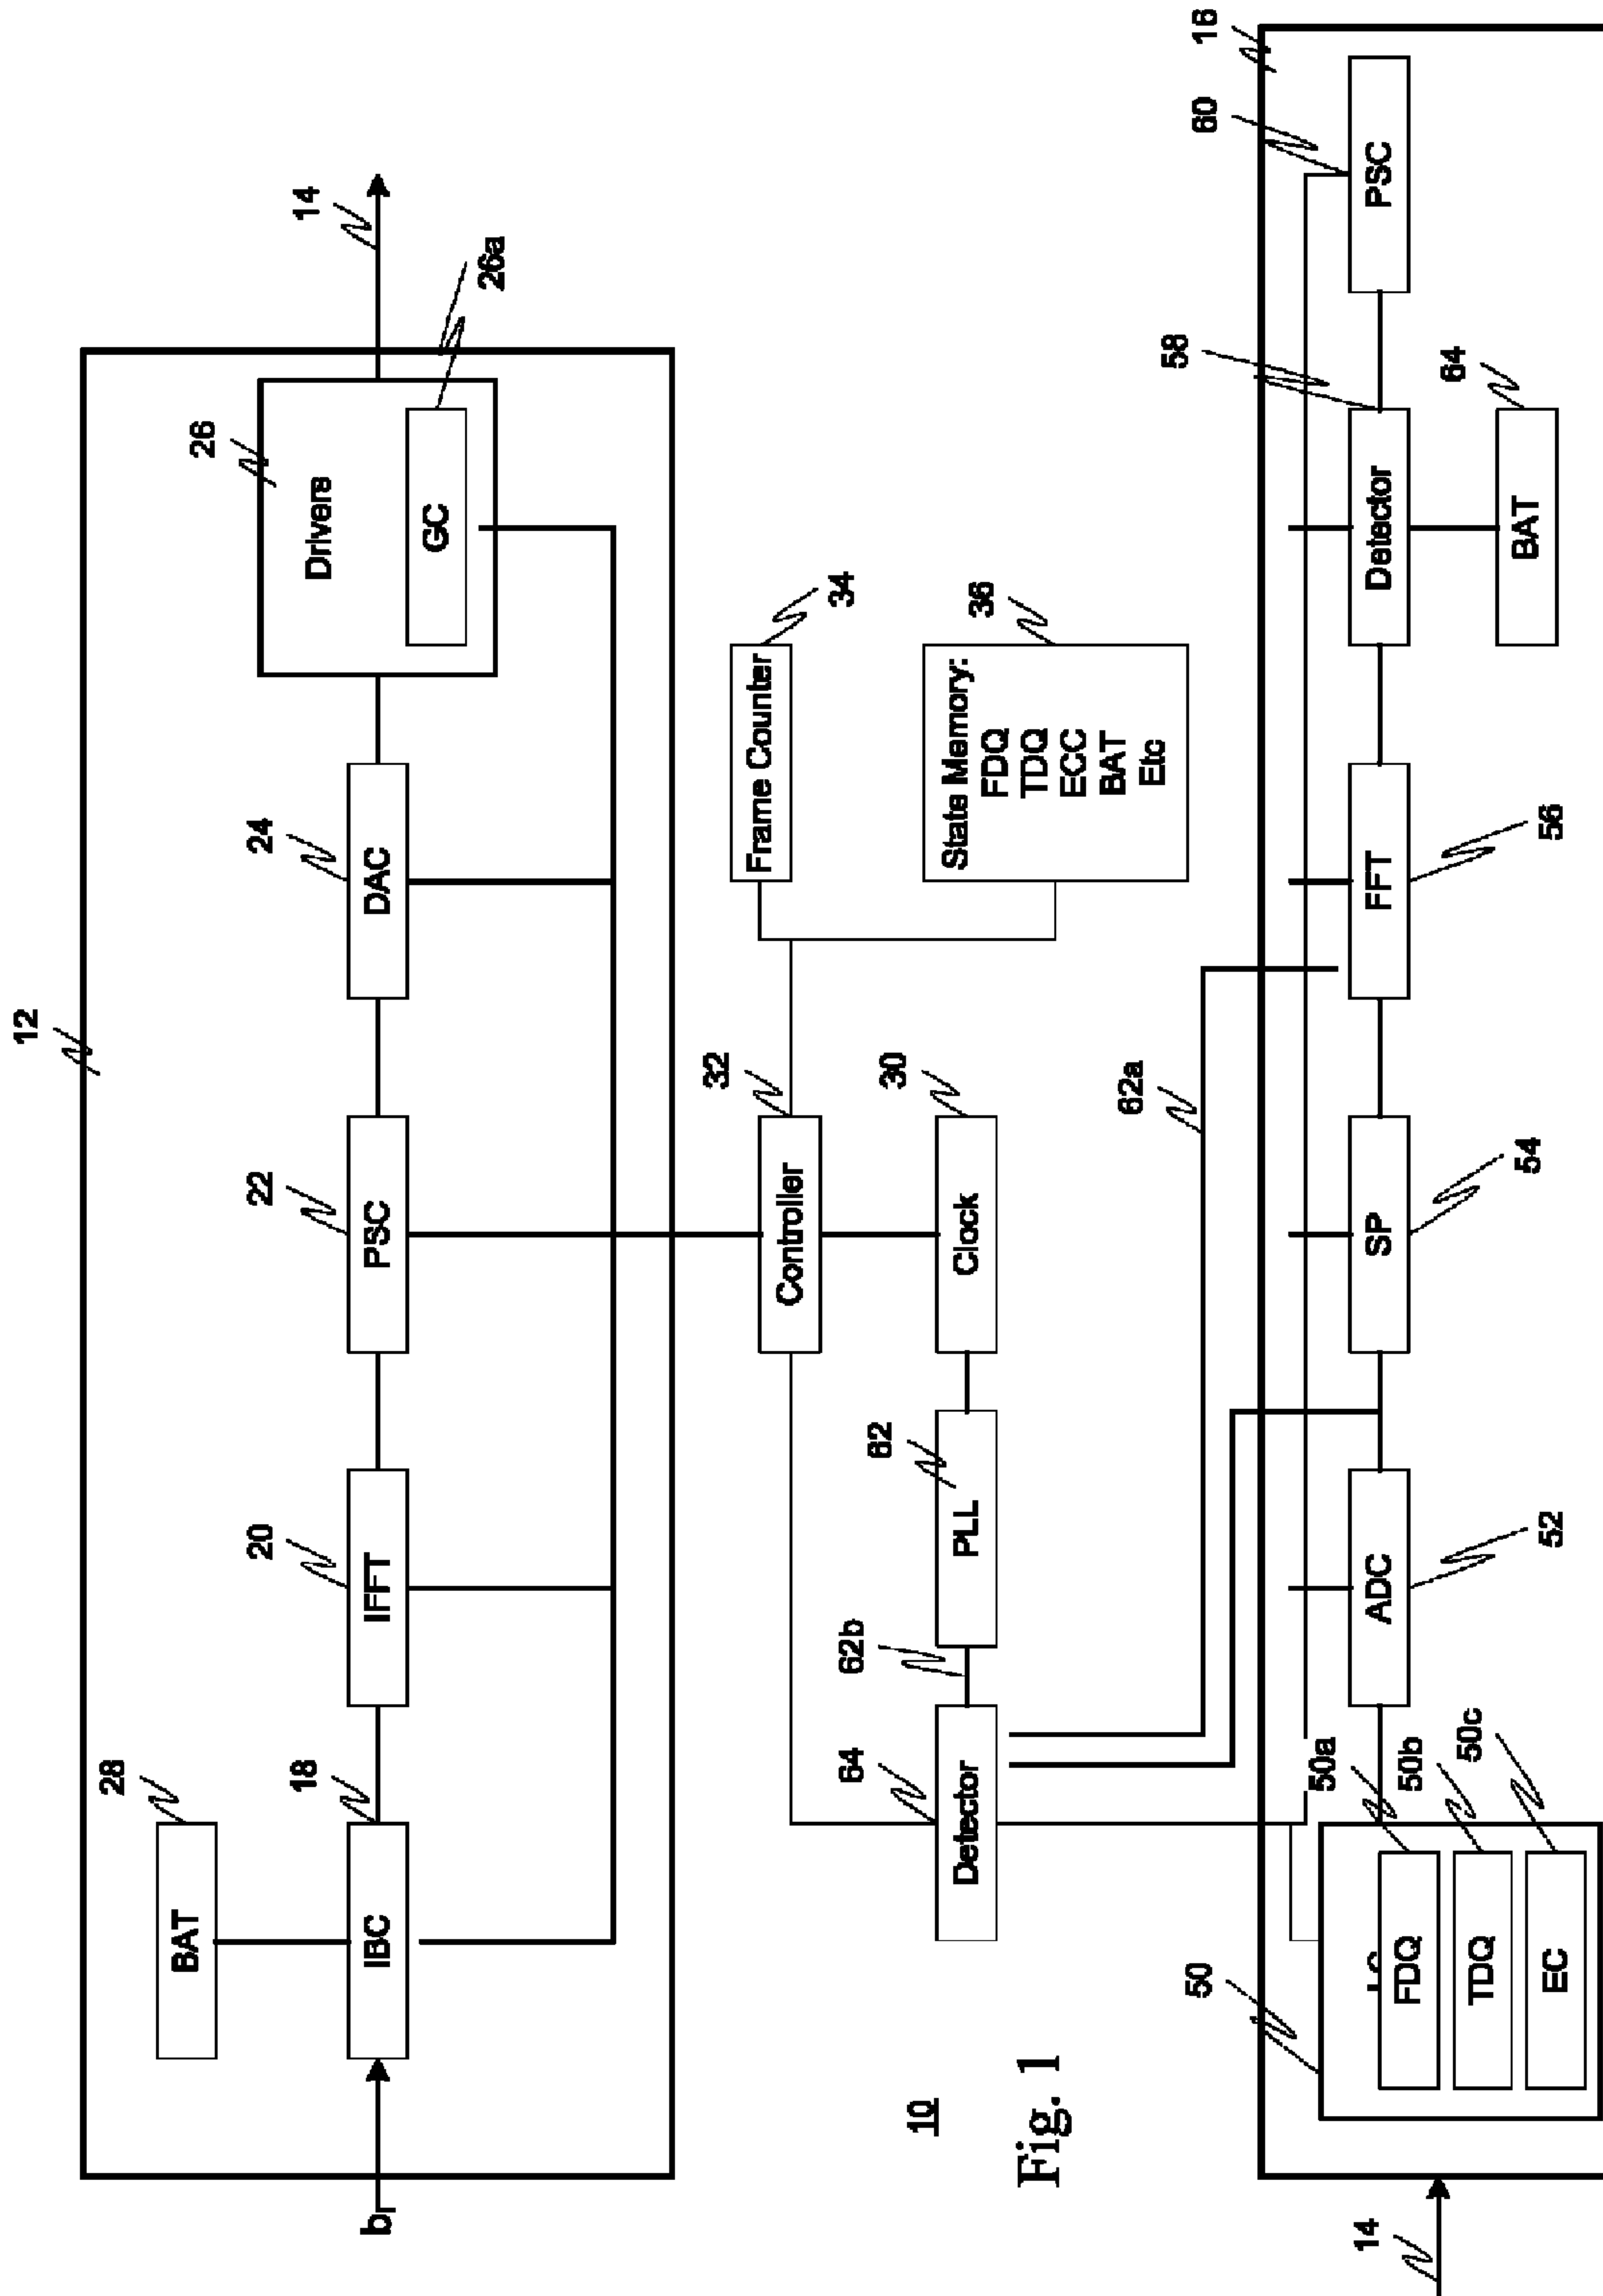 12
14
28
BAT
18
IBC
bi
20
IFFT
22
PSC
24
DAC
26
Drivers
26a
GC
32
Controller
34
Frame Counter
36
State Memory:
FDQ
TDQ
ECC
BAT
Etc
30
Clock
62
PLL
62b
64
Detector
62a
10
Fig. 1
14
50
50a
FDQ
50b
TDQ
50c
EC
52
ADC
54
SP
56
FFT
58
Detector
64
BAT
60
PSC
16